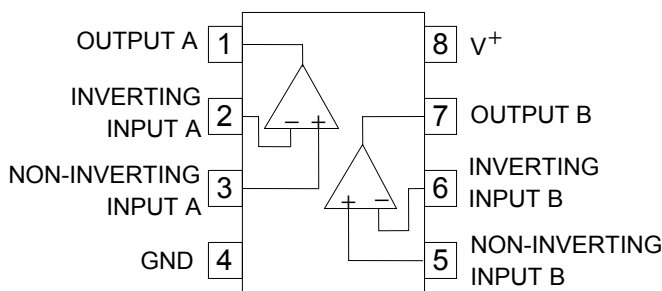 OUTPUT A 1
INVERTING
INPUT A 2
NON-INVERTING
INPUT A 3
GND 4
8 V+
7 OUTPUT B
6 INVERTING
INPUT B
5 NON-INVERTING
INPUT B
− +
+ −